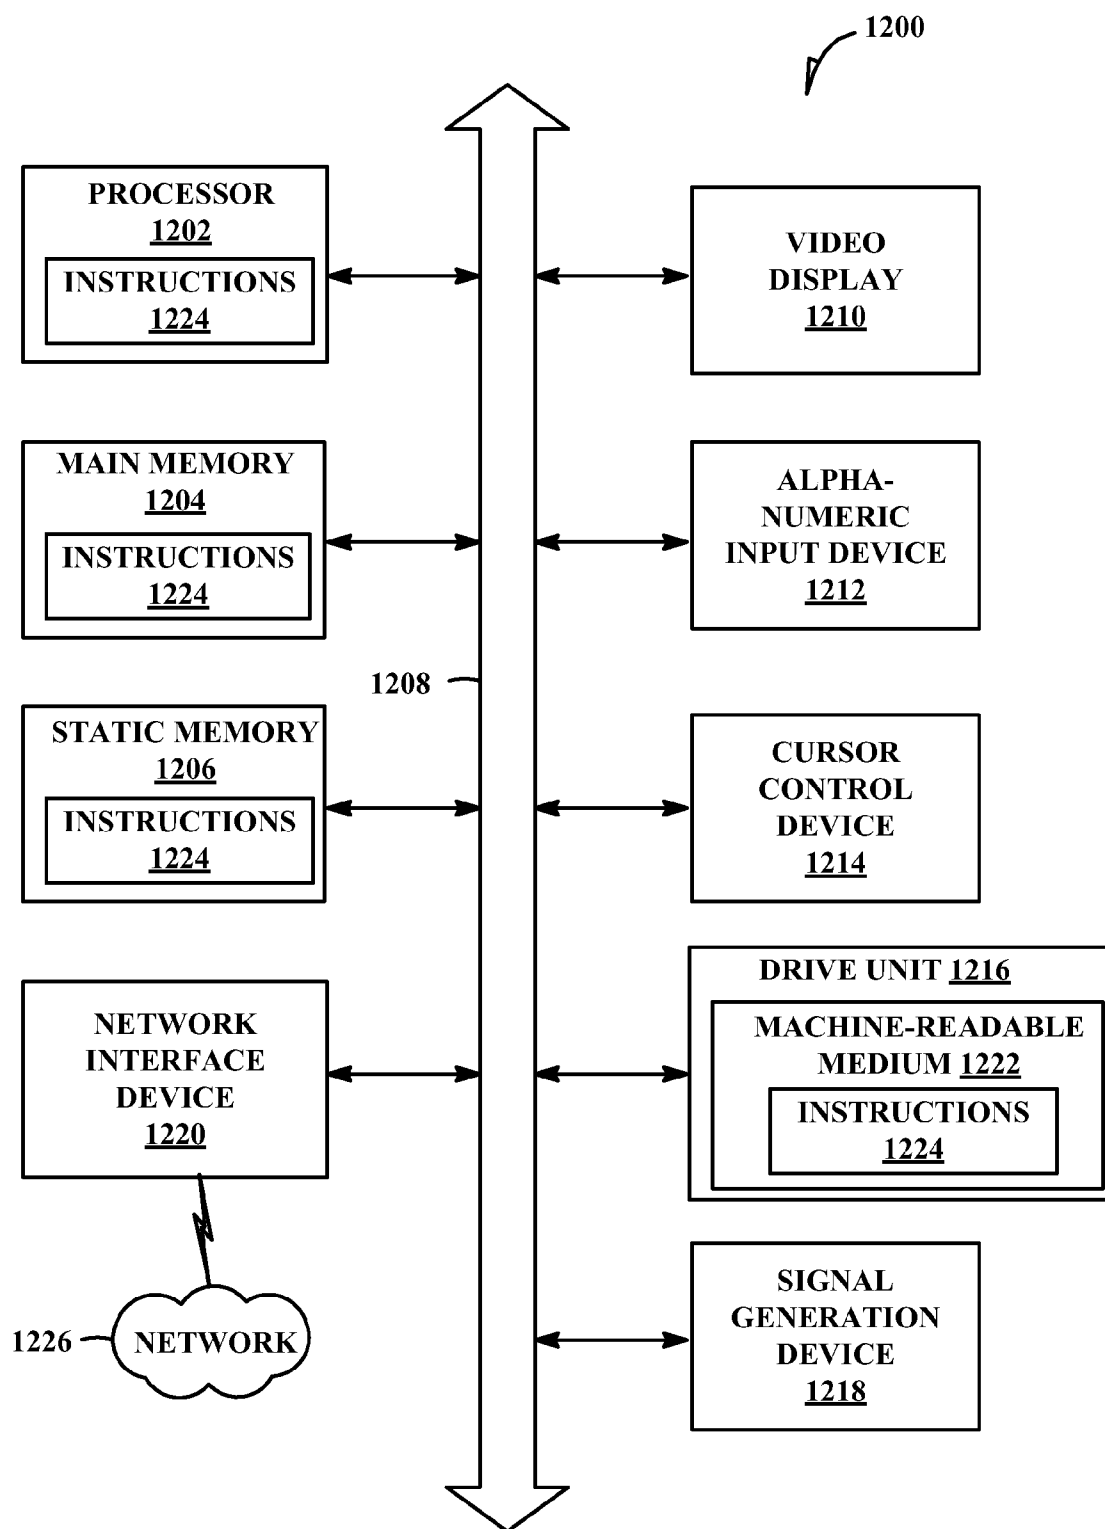 1200
PROCESSOR
1202
INSTRUCTIONS
1224
MAIN MEMORY
1204
INSTRUCTIONS
1224
1208
STATIC MEMORY
1206
INSTRUCTIONS
1224
NETWORK
INTERFACE
DEVICE
1220
1226
NETWORK
VIDEO
DISPLAY
1210
ALPHA-
NUMERIC
INPUT DEVICE
1212
CURSOR
CONTROL
DEVICE
1214
DRIVE UNIT 1216
MACHINE-READABLE
MEDIUM 1222
INSTRUCTIONS
1224
SIGNAL
GENERATION
DEVICE
1218